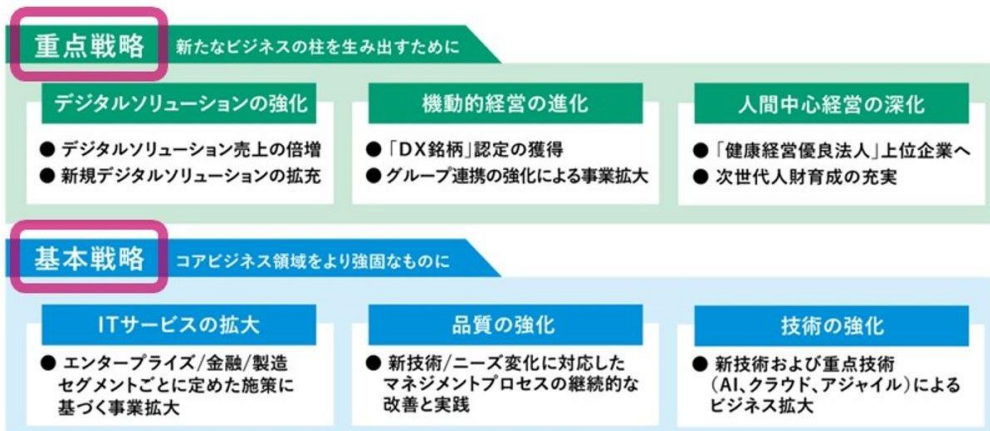 重点戦略 新たなビジネスの柱を生み出すために
デジタルソリューションの強化
● デジタルソリューション売上の倍増
● 新規デジタルソリューションの拡充
機動的経営の進化
● 「DX銘柄」認定の獲得
● グループ連携の強化による事業拡大
人間中心経営の深化
● 「健康経営優良法人」上位企業へ
● 次世代人財育成の充実
基本戦略 コアビジネス領域をより強固なものに
ITサービスの拡大
● エンタープライズ/金融/製造
セグメントごとに定めた施策に
基づく事業拡大
品質の強化
● 新技術/ニーズ変化に対応した
マネジメントプロセスの継続的な
改善と実践
技術の強化
● 新技術および重点技術
(AI、クラウド、アジャイル)による
ビジネス拡大